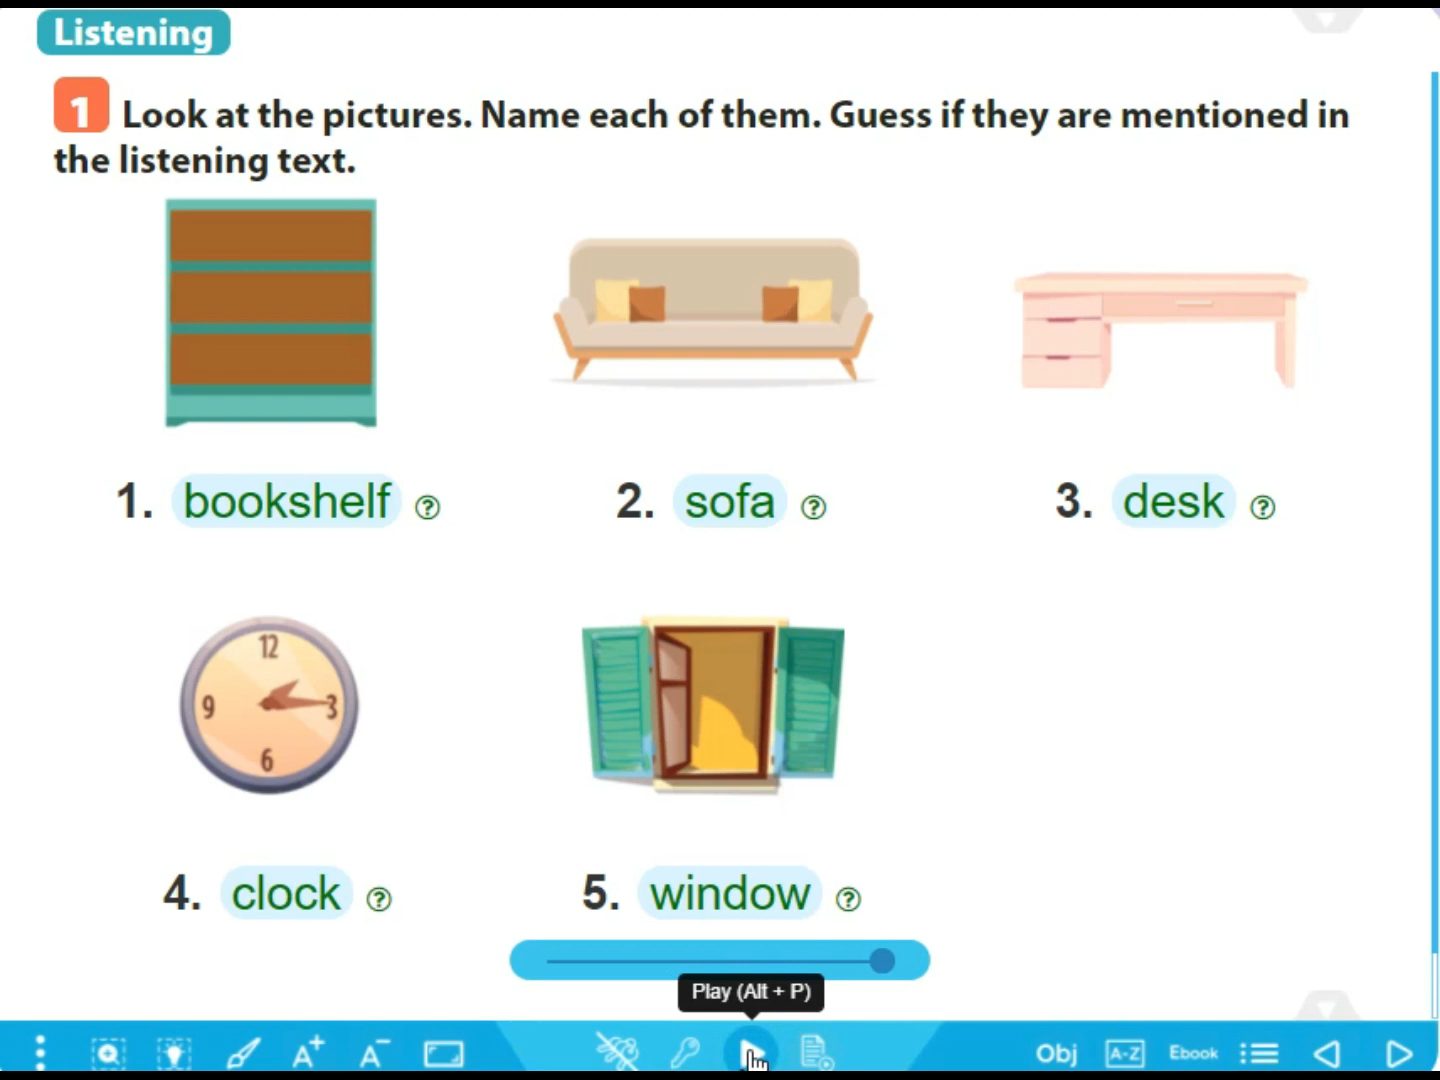 Listening
1 Look at the pictures. Name each of them. Guess if they are mentioned in
the listening text.
1. bookshelf ?
2. sofa ?
3. desk ?
12
9 3
6
4. clock ?
5. window ?
Play (Alt + P)
A+ A- Obj A-Z Ebook